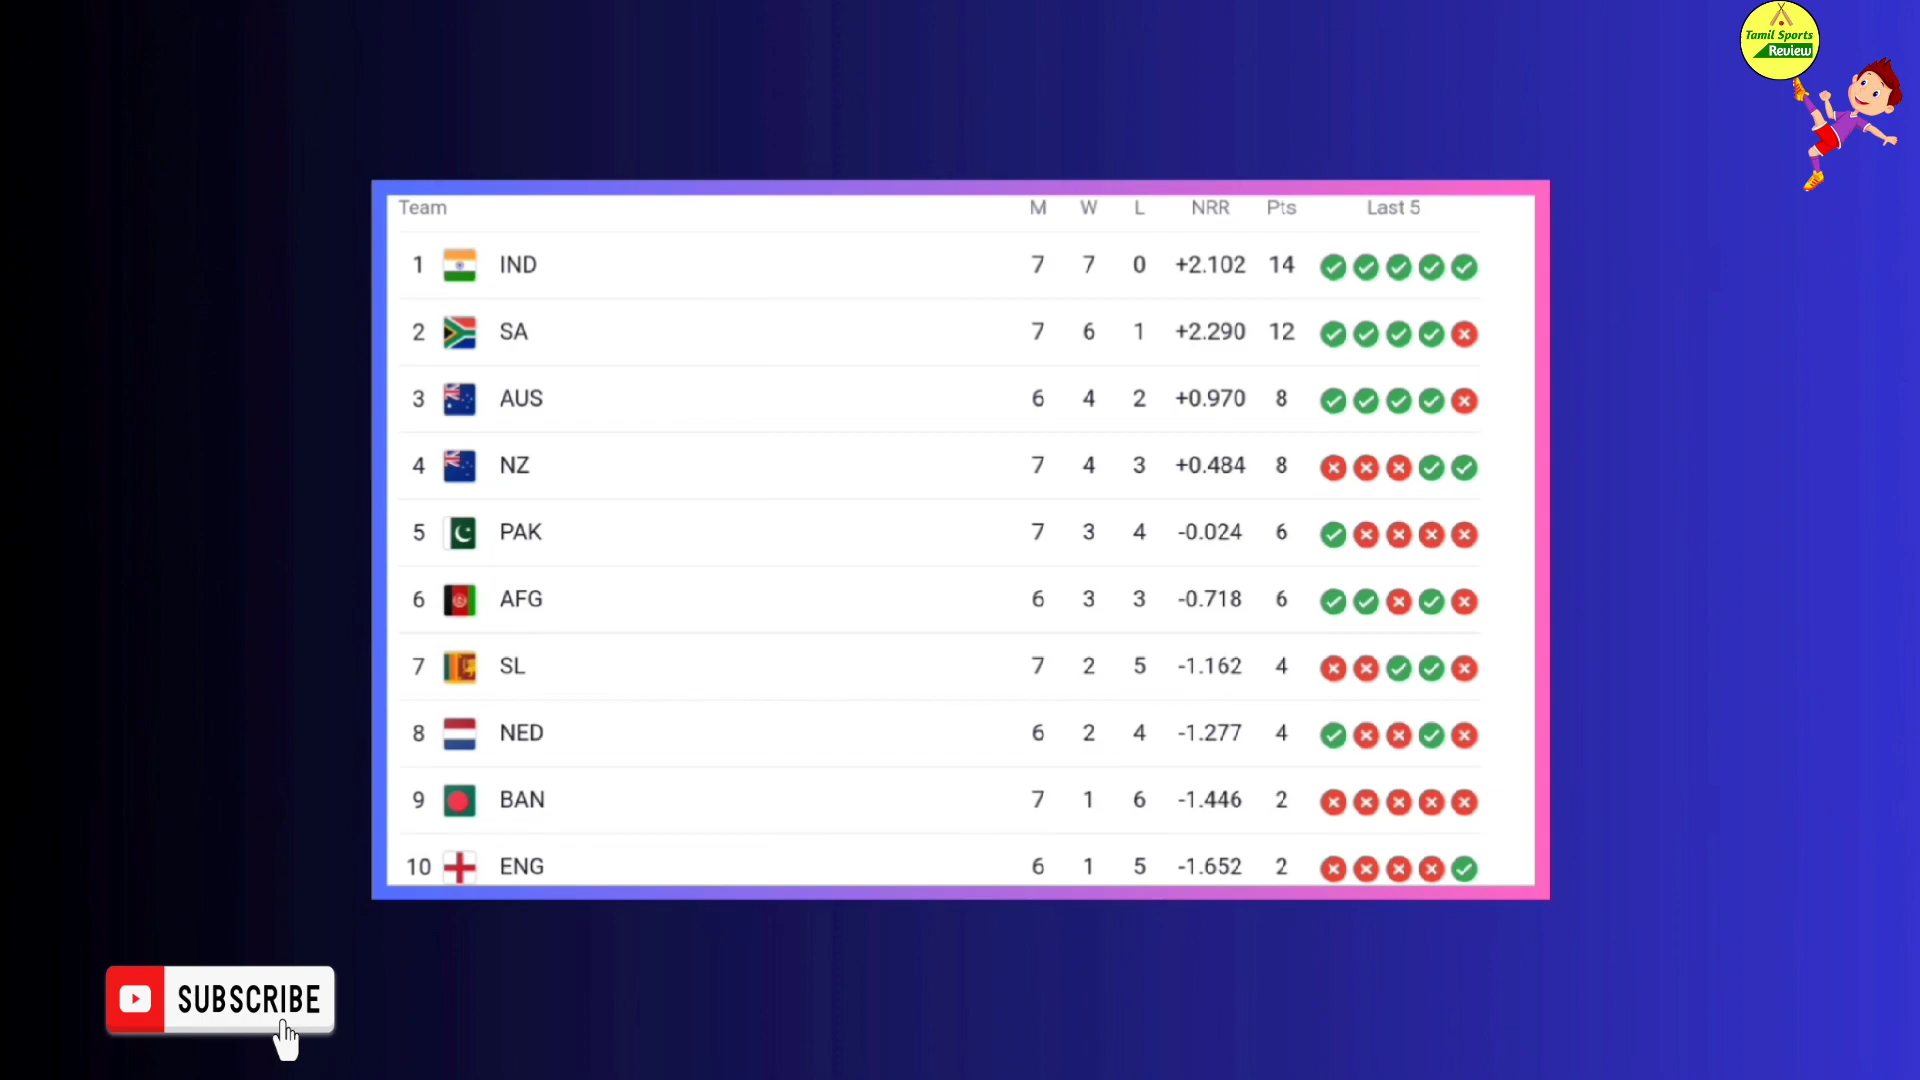 Tamil Sports
Review
Team M W L NRR Pts Last 5
1 IND 7 7 0 +2.102 14
2 SA 7 6 1 +2.290 12
3 AUS 6 4 2 +0.970 8
4 NZ 7 4 3 +0.484 8
5 PAK 7 3 4 -0.024 6
6 AFG 6 3 3 -0.718 6
7 SL 7 2 5 -1.162 4
8 NED 6 2 4 -1.277 4
9 BAN 7 1 6 -1.446 2
10 ENG 6 1 5 -1.652 2
SUBSCRIBE